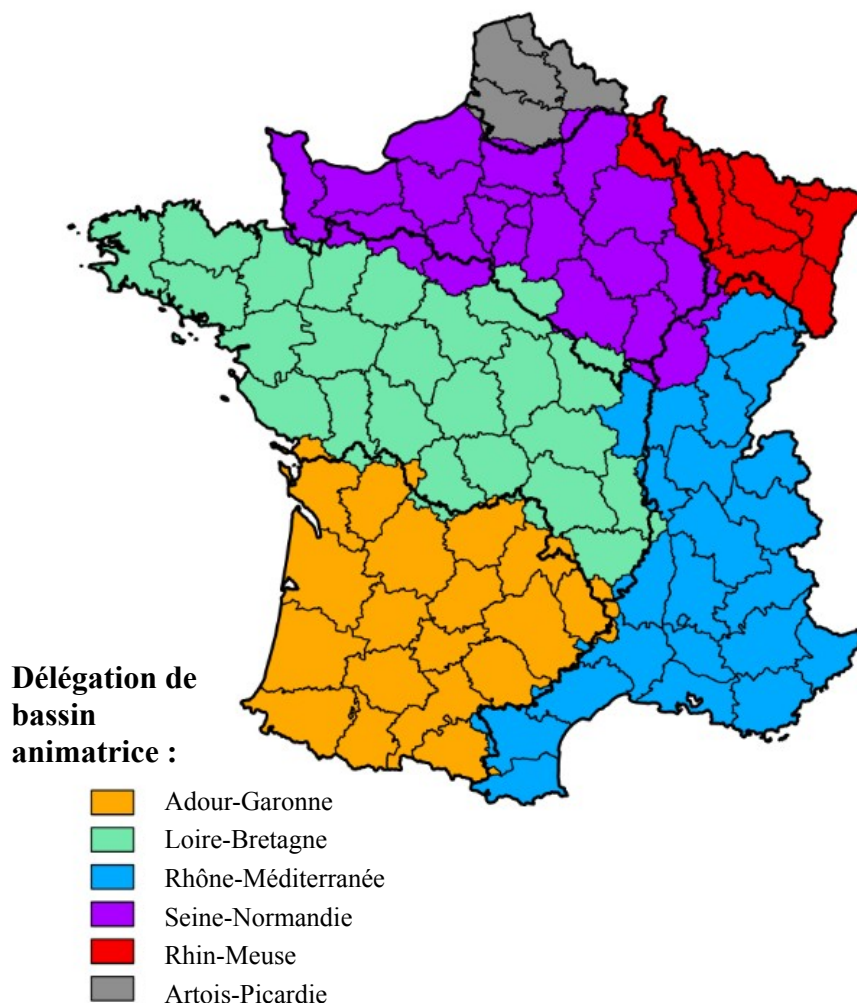 Délégation de
bassin
animatrice :
Adour-Garonne
Loire-Bretagne
Rhône-Méditerranée
Seine-Normandie
Rhin-Meuse
Artois-Picardie